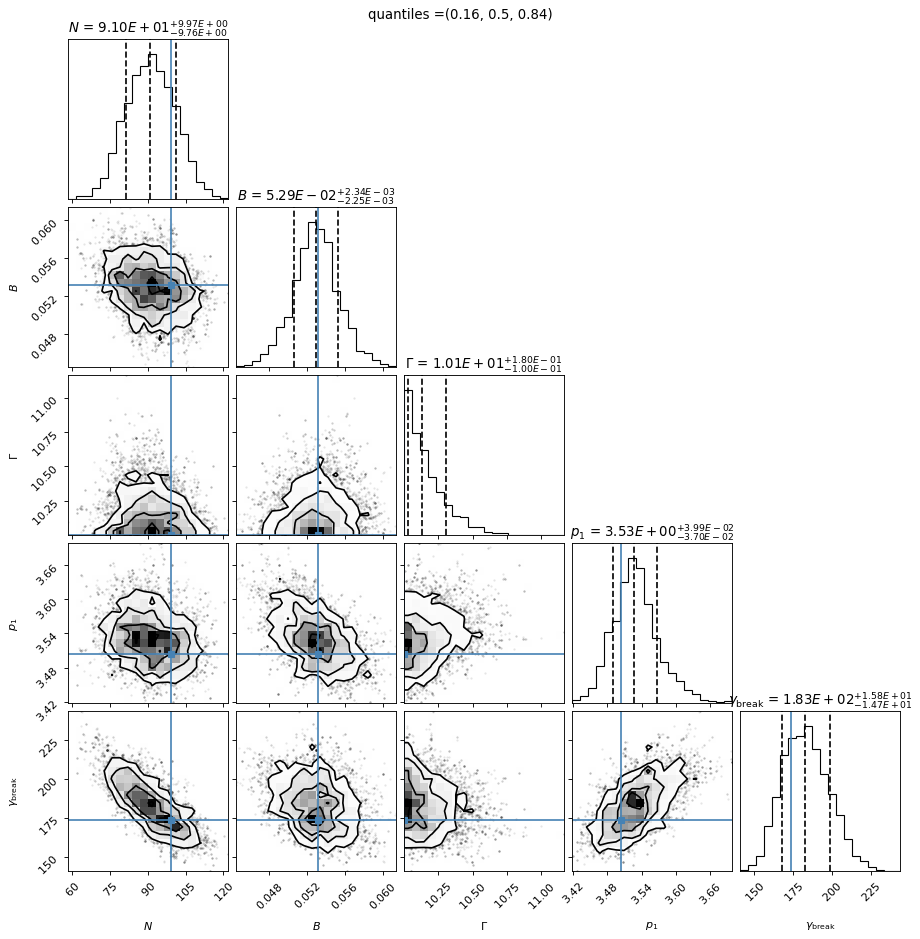 quantiles =(0.16, 0.5, 0.84)
N = 9.10E + 01 +9.97E + 00 −9.76E + 00
B = 5.29E − 02 +2.34E − 03 −2.25E − 03
0.060
0.056
0.052
0.048
B
Γ = 1.01E + 01 +1.80E − 01 −1.00E − 01
11.00
10.75
10.50
10.25
Γ
p1 = 3.53E + 00 +3.99E − 02 −3.70E − 02
3.66
3.60
3.54
3.48
3.42
p1
γbreak = 1.83E + 02 +1.58E + 01 −1.47E + 01
225
200
175
150
γbreak
60 75 90 105 120
0.048 0.052 0.056 0.060
10.25 10.50 10.75 11.00
3.42 3.48 3.54 3.60 3.66
150 175 200 225
N B Γ p1 γbreak